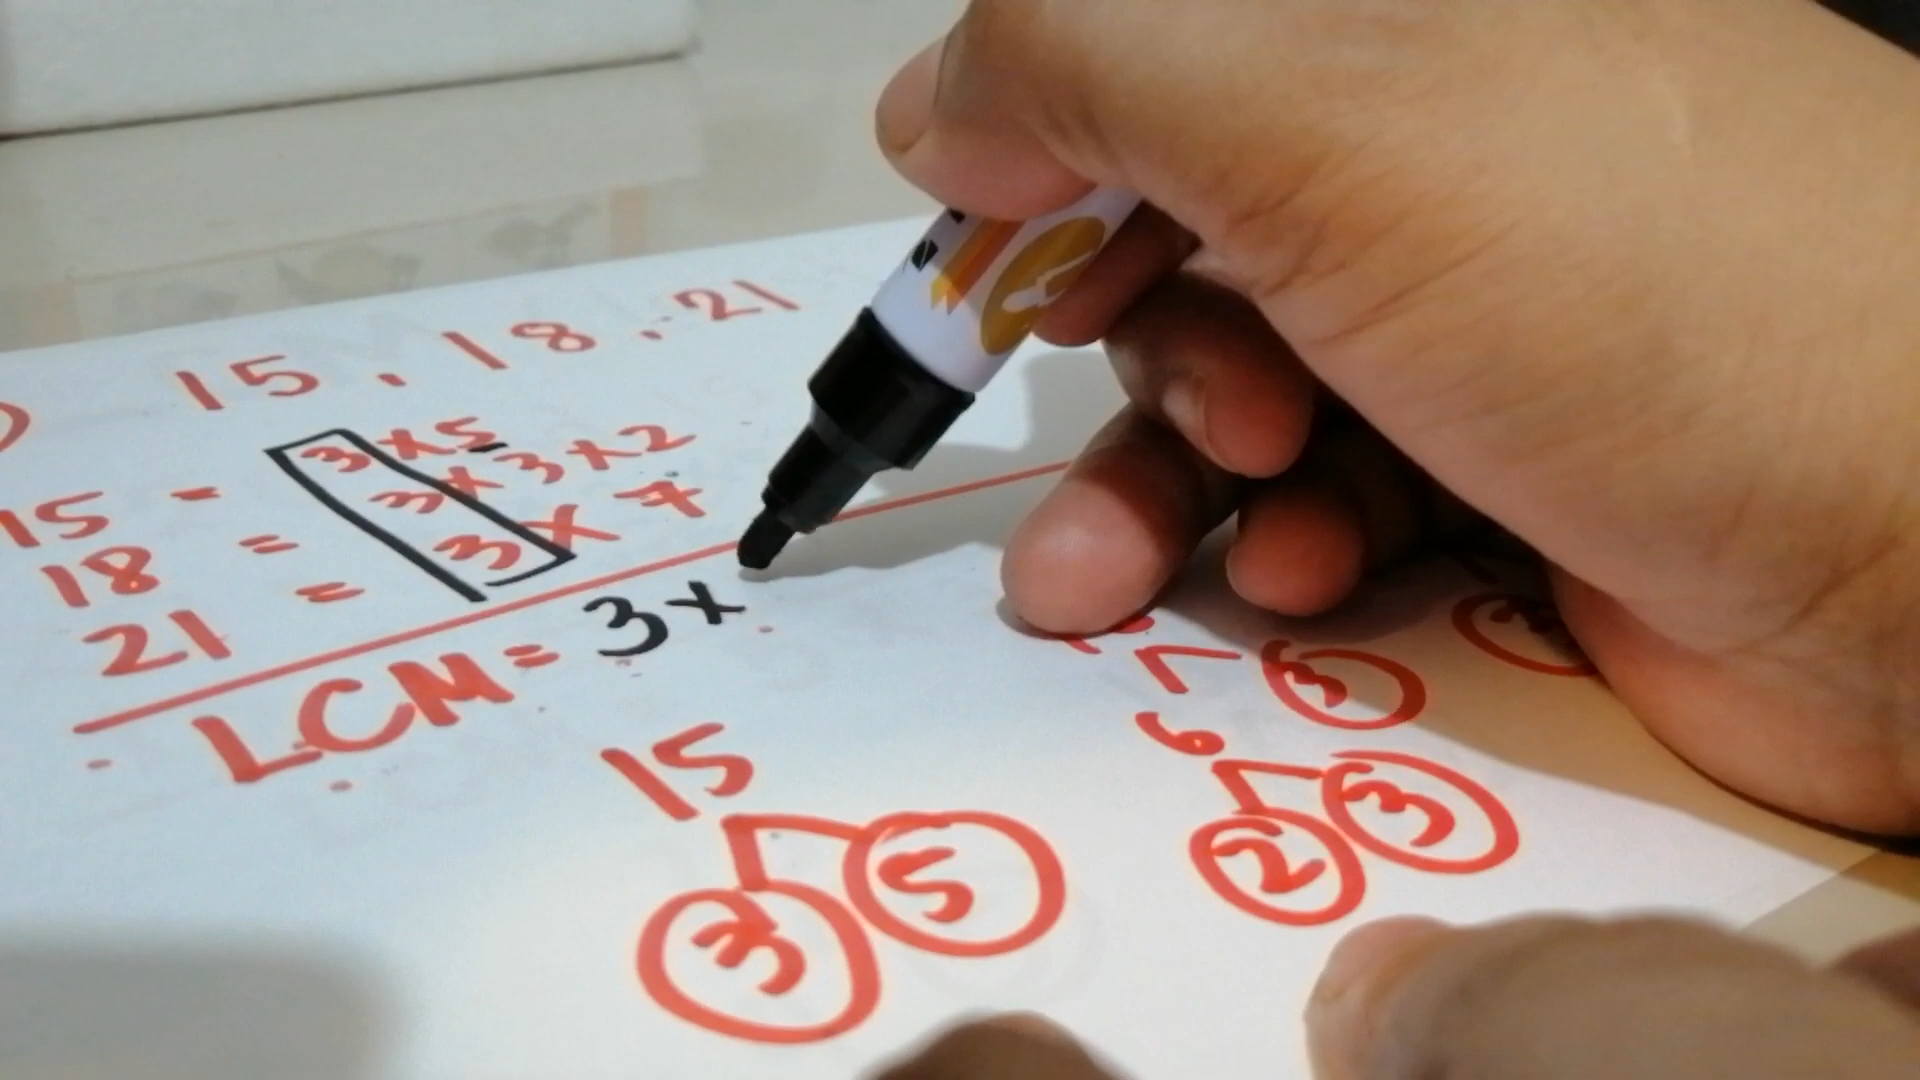 15, 18, 21
15 = 3x5
18 = 3x3x2
21 = 3x7
LCM = 3x
15
3 5
6 3
2 3